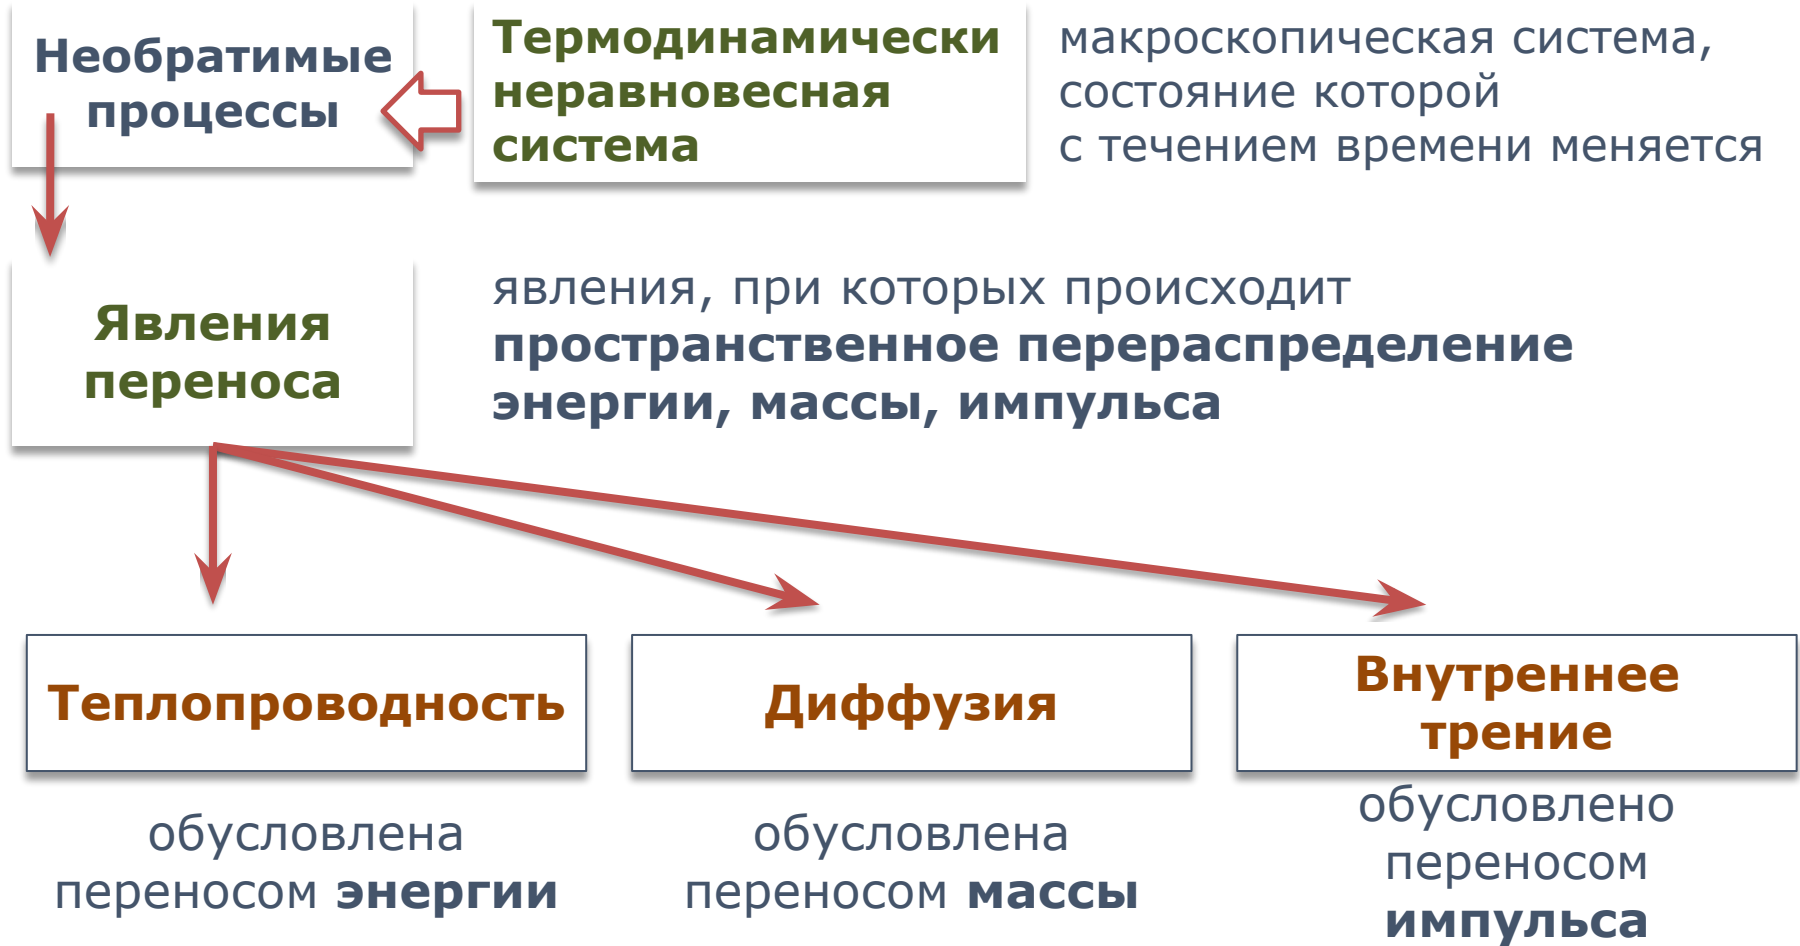 Необратимые
процессы
Термодинамически
неравновесная
система
макроскопическая система,
состояние которой
с течением времени меняется
Явления
переноса
явления, при которых происходит
пространственное перераспределение
энергии, массы, импульса
Теплопроводность
обусловлена
переносом энергии
Диффузия
обусловлена
переносом массы
Внутреннее
трение
обусловлено
переносом
импульса